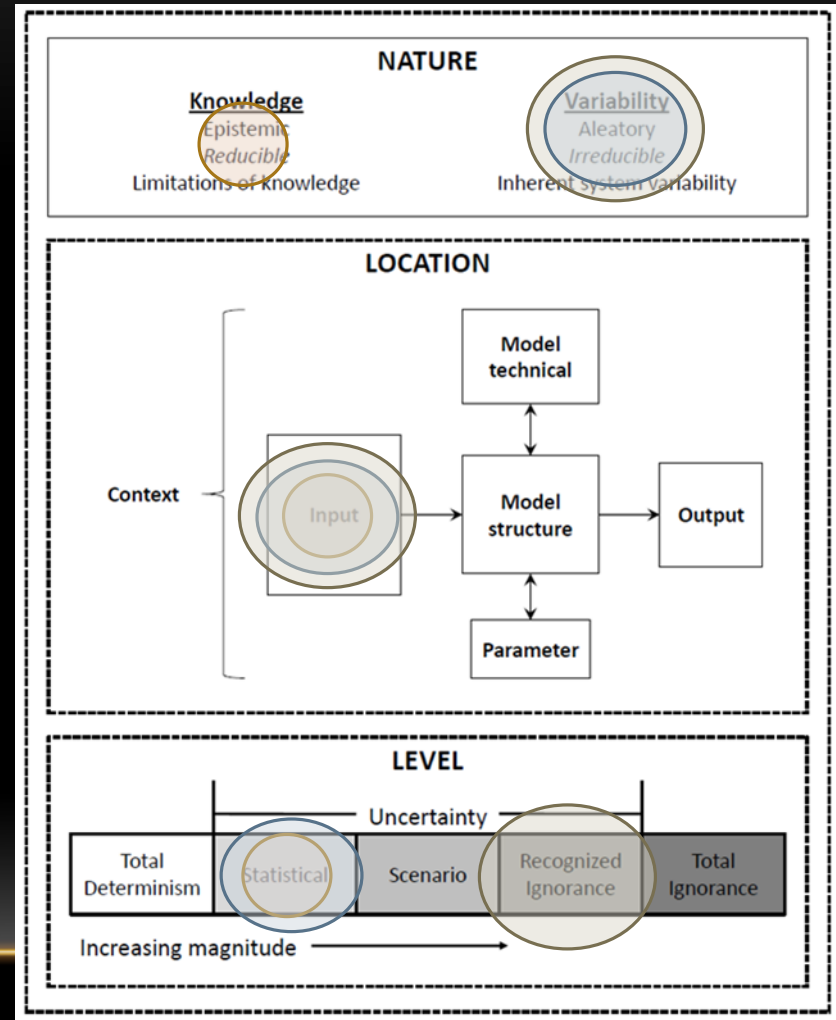 NATURE
Knowledge
Epistemic
Reducible
Limitations of knowledge
Variability
Aleatory
Irreducible
Inherent system variability
LOCATION
Model
technical
Context
Input
Model
structure
Output
Parameter
LEVEL
Uncertainty
Total
Determinism
Statistical
Scenario
Recognized
Ignorance
Total
Ignorance
Increasing magnitude